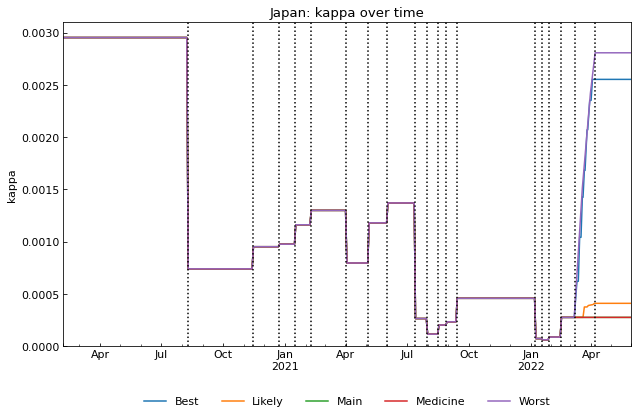 Japan: kappa over time
0.0030
0.0025
0.0020
0.0015
0.0010
0.0005
0.0000
kappa
Apr Jul Oct Jan Apr Jul Oct Jan Apr
2021 2022
Best Likely Main Medicine Worst